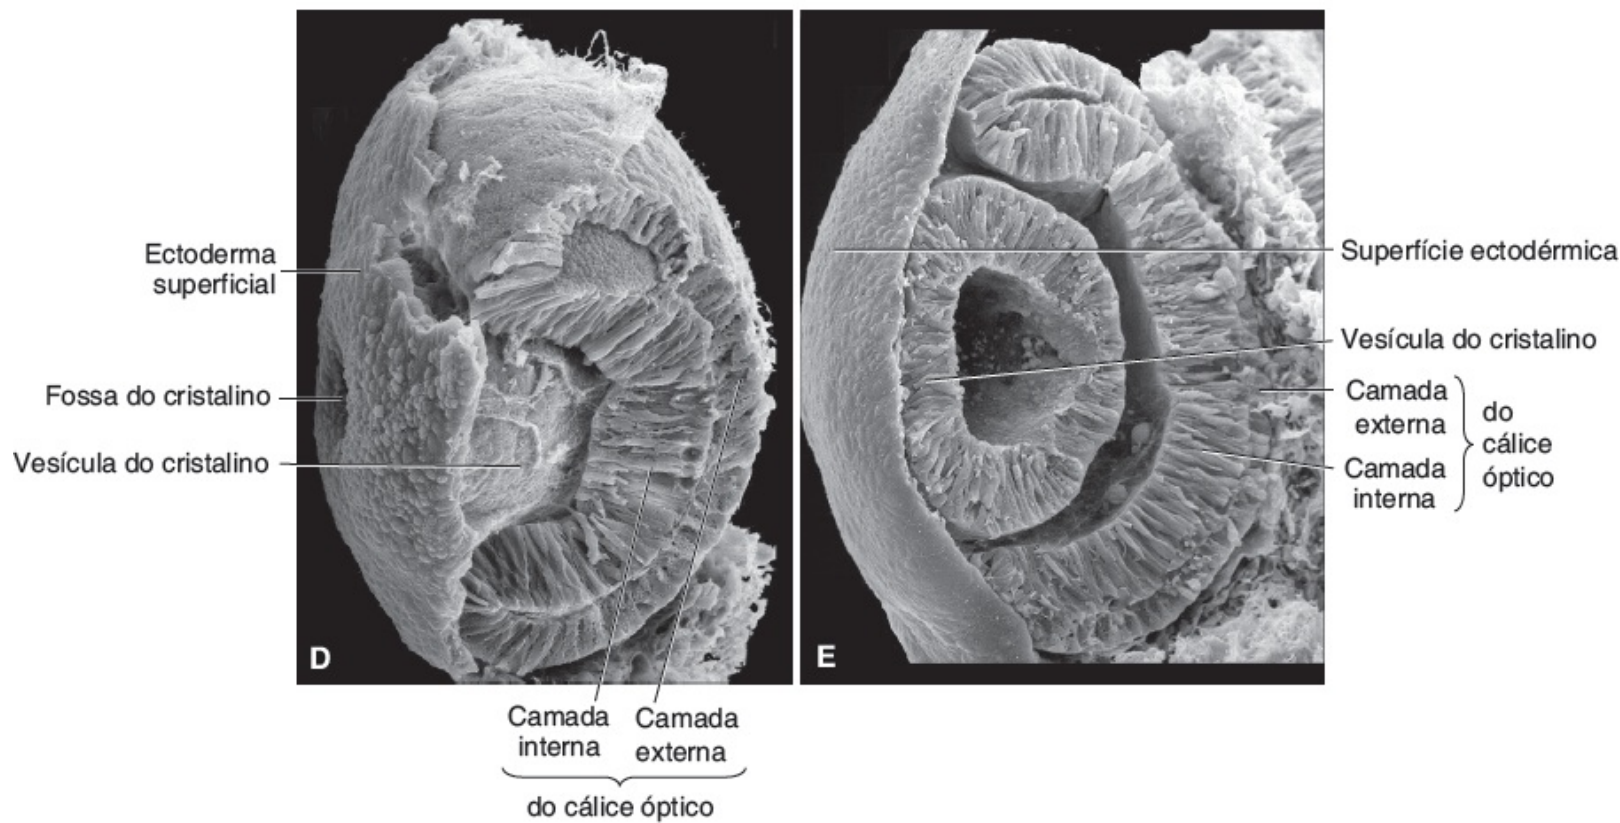 Ectoderma
superficial
Fossa do cristalino
Vesícula do cristalino
D
Camada
interna
Camada
externa
do cálice óptico
E
Superfície ectodérmica
Vesícula do cristalino
Camada
externa
Camada
interna
do
cálice
óptico